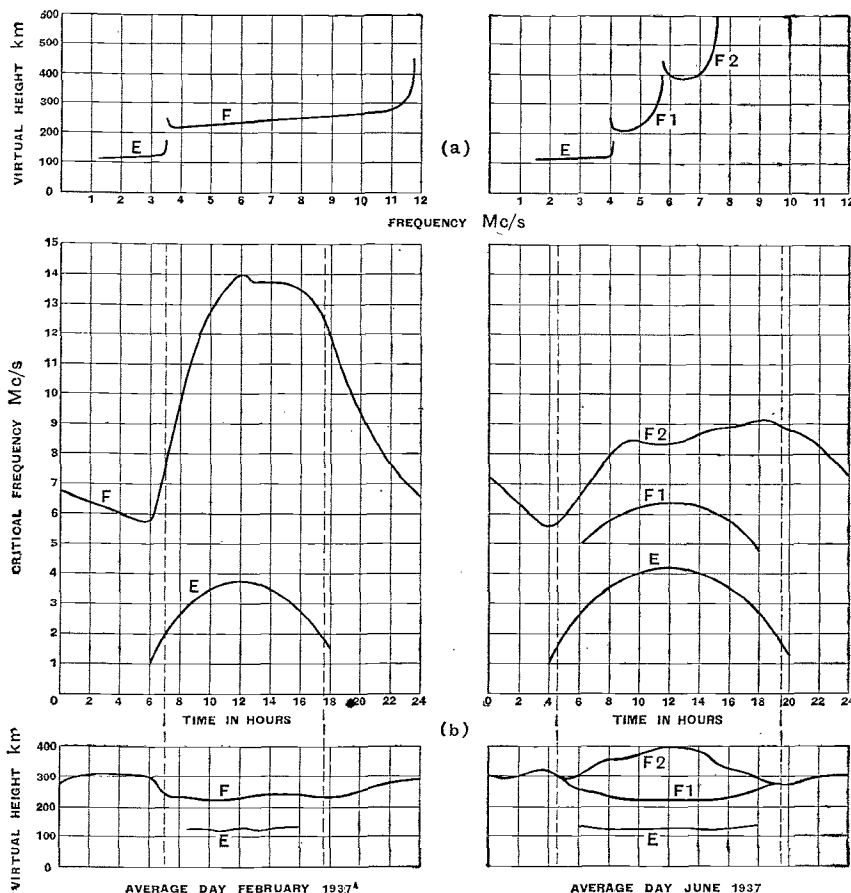 VIRTUAL HEIGHT km
600
500
400
300
200
100
0
E
F
1 2 3 4 5 6 7 8 9 10 11 12
(a)
E
F1
F2
1 2 3 4 5 6 7 8 9 10 11 12
FREQUENCY Mc/s
CRITICAL FREQUENCY Mc/s
15
14
13
12
11
10
9
8
7
6
5
4
3
2
1
0
F
E
0 2 4 6 8 10 12 14 16 18 20 22 24
TIME IN HOURS
F2
F1
E
0 2 4 6 8 10 12 14 16 18 20 22 24
TIME IN HOURS
(b)
VIRTUAL HEIGHT km
400
300
200
100
0
F
E
AVERAGE DAY FEBRUARY 1937
F2
F1
E
AVERAGE DAY JUNE 1937